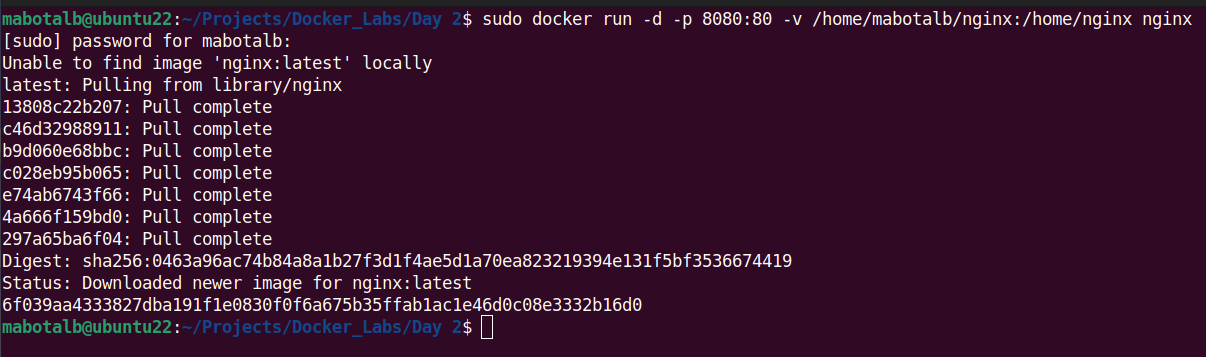 mabotalb@ubuntu22:~/Projects/Docker_Labs/Day 2$ sudo docker run -d -p 8080:80 -v /home/mabotalb/nginx:/home/nginx nginx
[sudo] password for mabotalb:
Unable to find image 'nginx:latest' locally
latest: Pulling from library/nginx
13808c22b207: Pull complete
c46d32988911: Pull complete
b9d060e68bbc: Pull complete
c028eb95b065: Pull complete
e74ab6743f66: Pull complete
4a666f159bd0: Pull complete
297a65ba6f04: Pull complete
Digest: sha256:0463a96ac74b84a8a1b27f3d1f4ae5d1a70ea823219394e131f5bf3536674419
Status: Downloaded newer image for nginx:latest
6f039aa4333827dba191f1e0830f0f6a675b35ffab1ac1e46d0c08e3332b16d0
mabotalb@ubuntu22:~/Projects/Docker_Labs/Day 2$